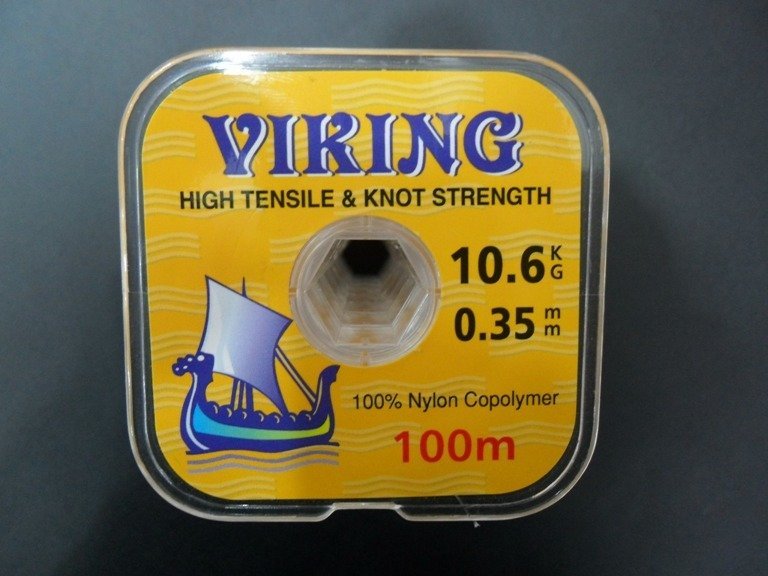 VIKING
HIGH TENSILE & KNOT STRENGTH
10.6 KG
0.35 mm
100% Nylon Copolymer
100m